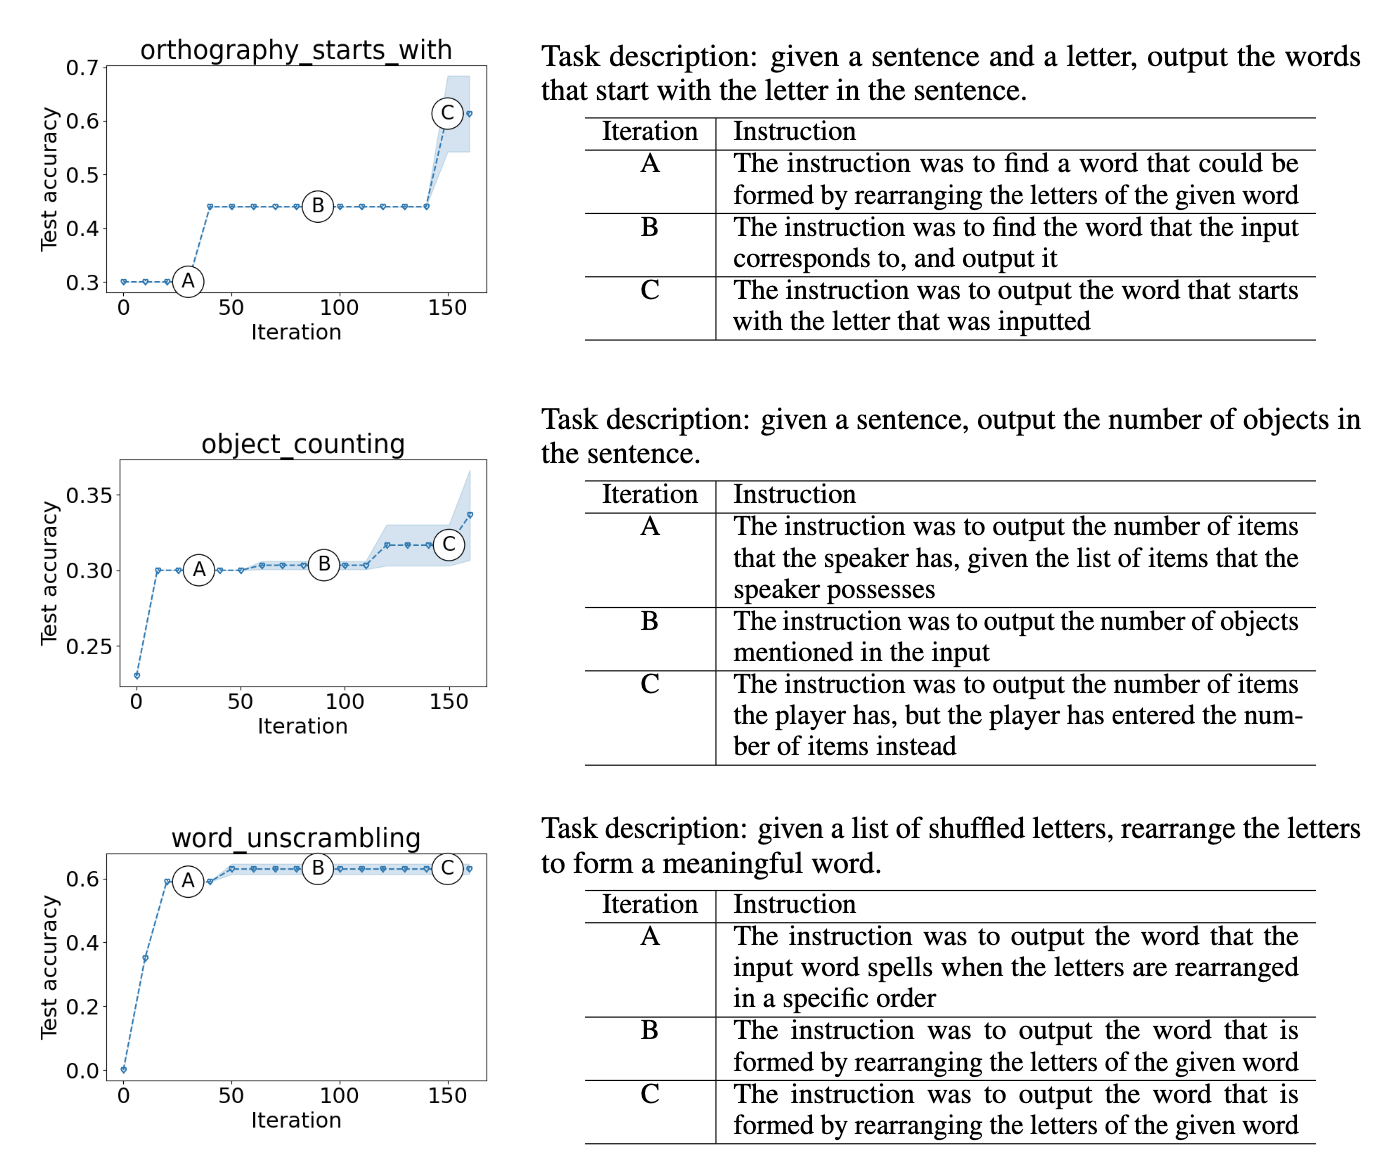 orthography_starts_with
0.7
0.6
0.5
0.4
0.3
Test accuracy
A
B
C
0 50 100 150
Iteration
Task description: given a sentence and a letter, output the words
that start with the letter in the sentence.
Iteration Instruction
A The instruction was to find a word that could be
formed by rearranging the letters of the given word
B The instruction was to find the word that the input
corresponds to, and output it
C The instruction was to output the word that starts
with the letter that was inputted
object_counting
0.35
0.30
0.25
Test accuracy
A
B
C
0 50 100 150
Iteration
Task description: given a sentence, output the number of objects in
the sentence.
Iteration Instruction
A The instruction was to output the number of items
that the speaker has, given the list of items that the
speaker possesses
B The instruction was to output the number of objects
mentioned in the input
C The instruction was to output the number of items
the player has, but the player has entered the num-
ber of items instead
word_unscrambling
0.6
0.4
0.2
0.0
Test accuracy
A
B
C
0 50 100 150
Iteration
Task description: given a list of shuffled letters, rearrange the letters
to form a meaningful word.
Iteration Instruction
A The instruction was to output the word that the
input word spells when the letters are rearranged
in a specific order
B The instruction was to output the word that is
formed by rearranging the letters of the given word
C The instruction was to output the word that is
formed by rearranging the letters of the given word